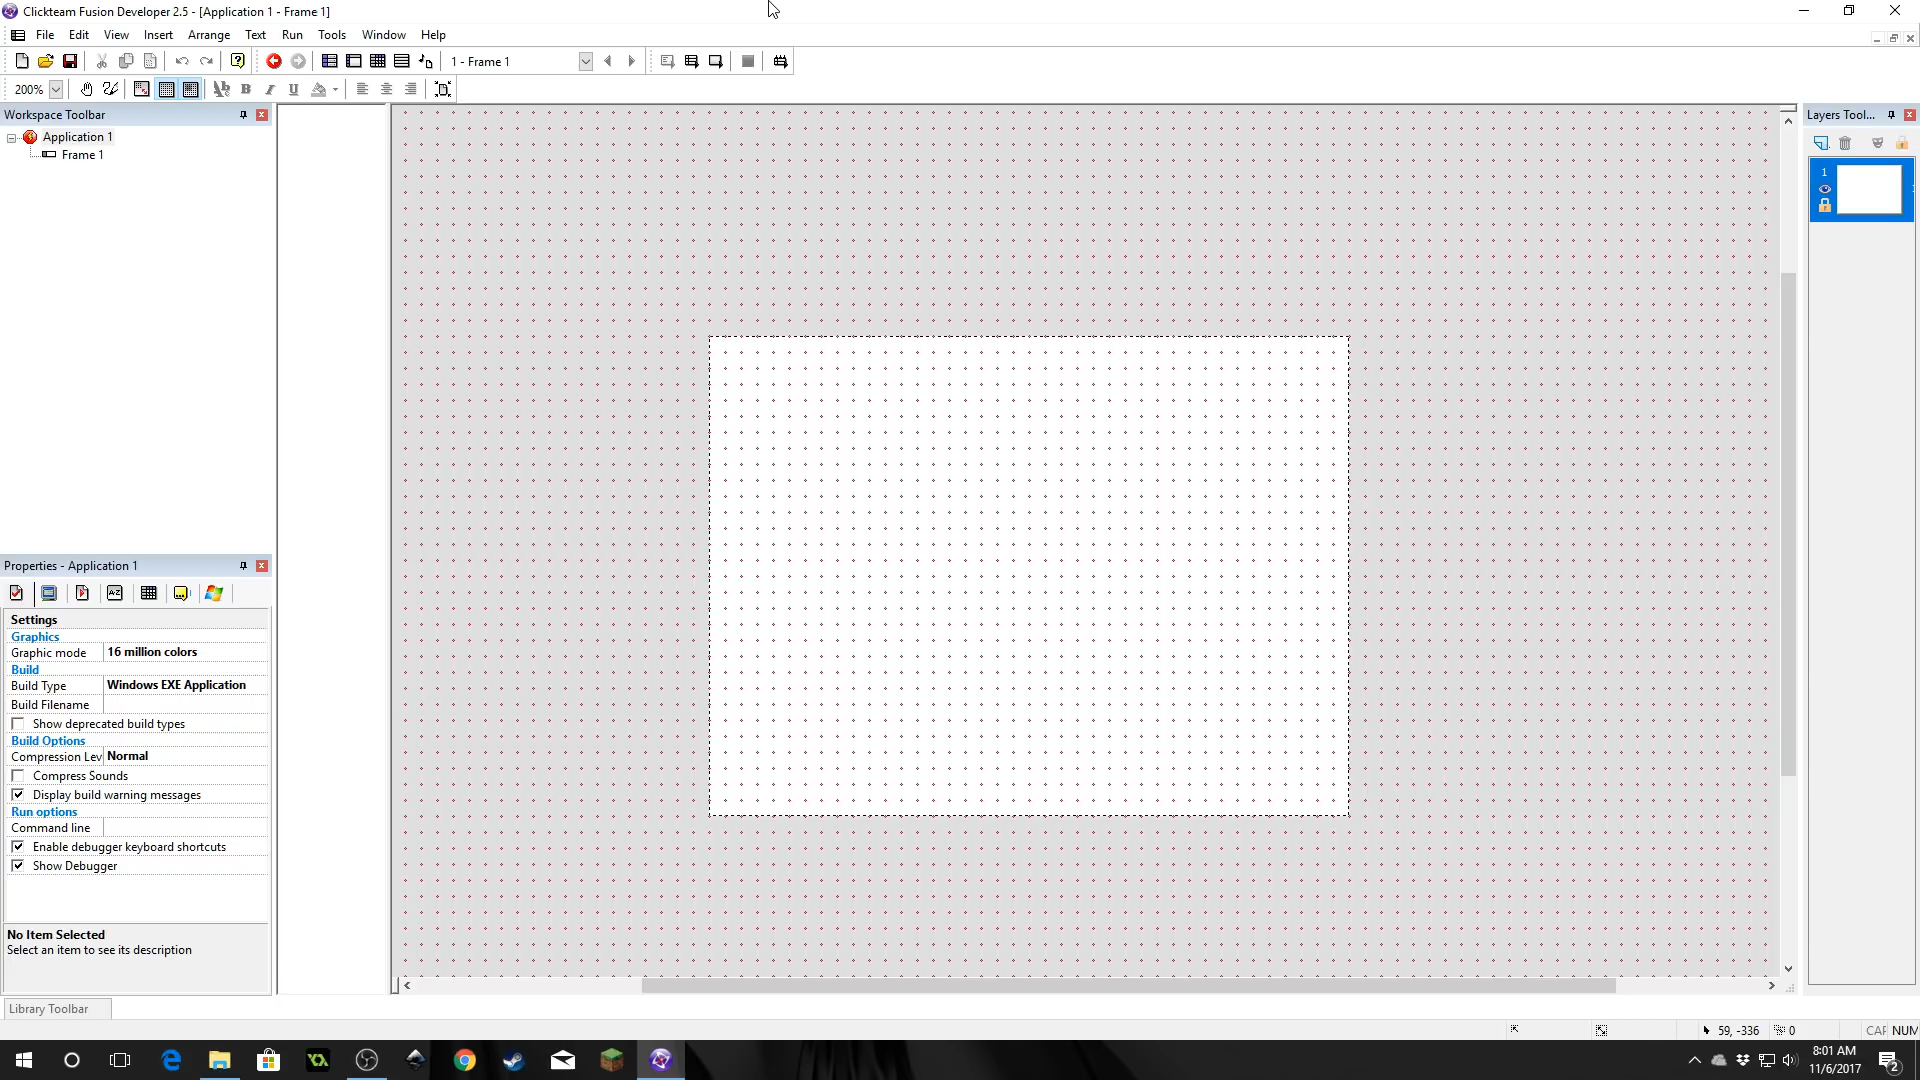 Clickteam Fusion Developer 2.5 - [Application 1 - Frame 1]
File Edit View Insert Arrange Text Run Tools Window Help
1 - Frame 1
200%
Workspace Toolbar
Application 1
Frame 1
Layers Tool...
1
Properties - Application 1
Settings
Graphics
Graphic mode 16 million colors
Build
Build Type Windows EXE Application
Build Filename
Show deprecated build types
Build Options
Compression Lev Normal
Compress Sounds
Display build warning messages
Run options
Command line
Enable debugger keyboard shortcuts
Show Debugger
No Item Selected
Select an item to see its description
Library Toolbar
59, -336 0 CAP NUM
8:01 AM
11/6/2017
2